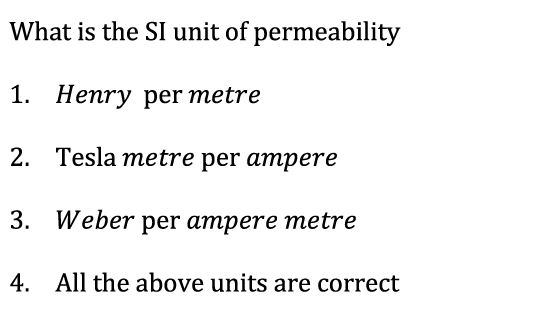 What is the SI unit of permeability
1. Henry per metre
2. Tesla metre per ampere
3. Weber per ampere metre
4. All the above units are correct